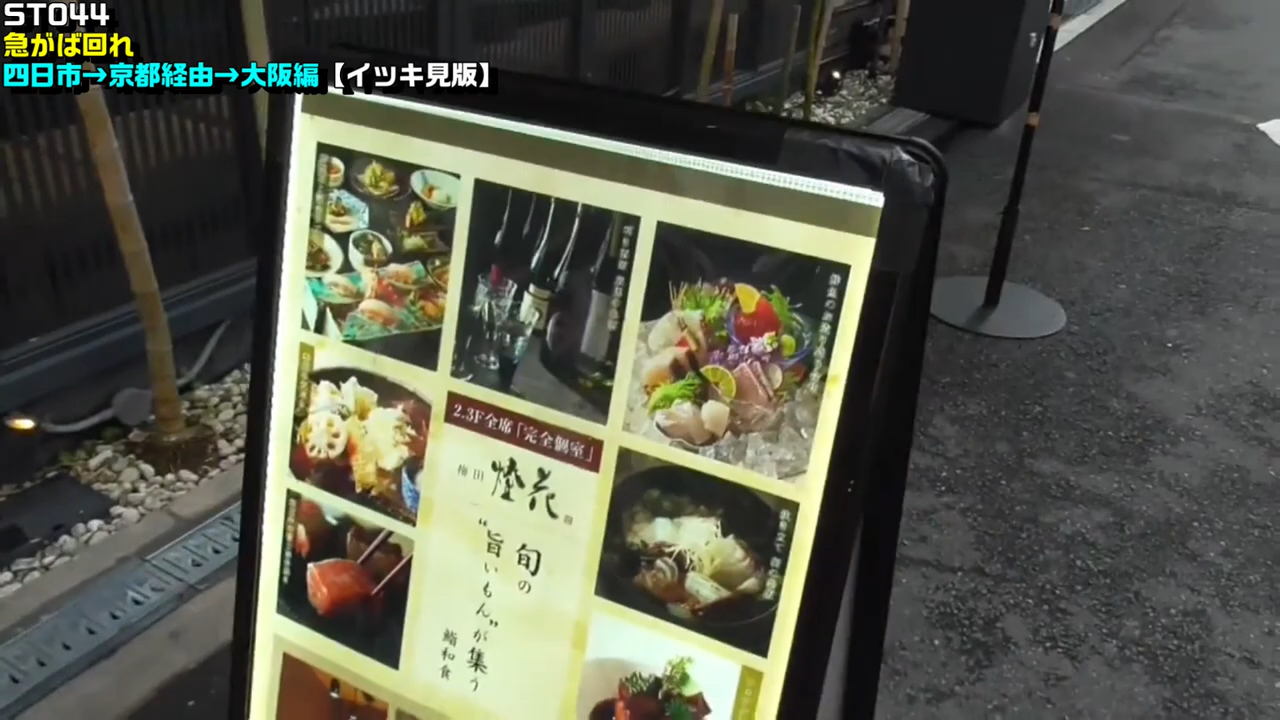 ST044
急がば回れ
四日市→京都経由→大阪編【イツキ見版】
2.3F全席「完全個室」
梅田 燈花
旬の
“旨いもん”が集う
鮨和食